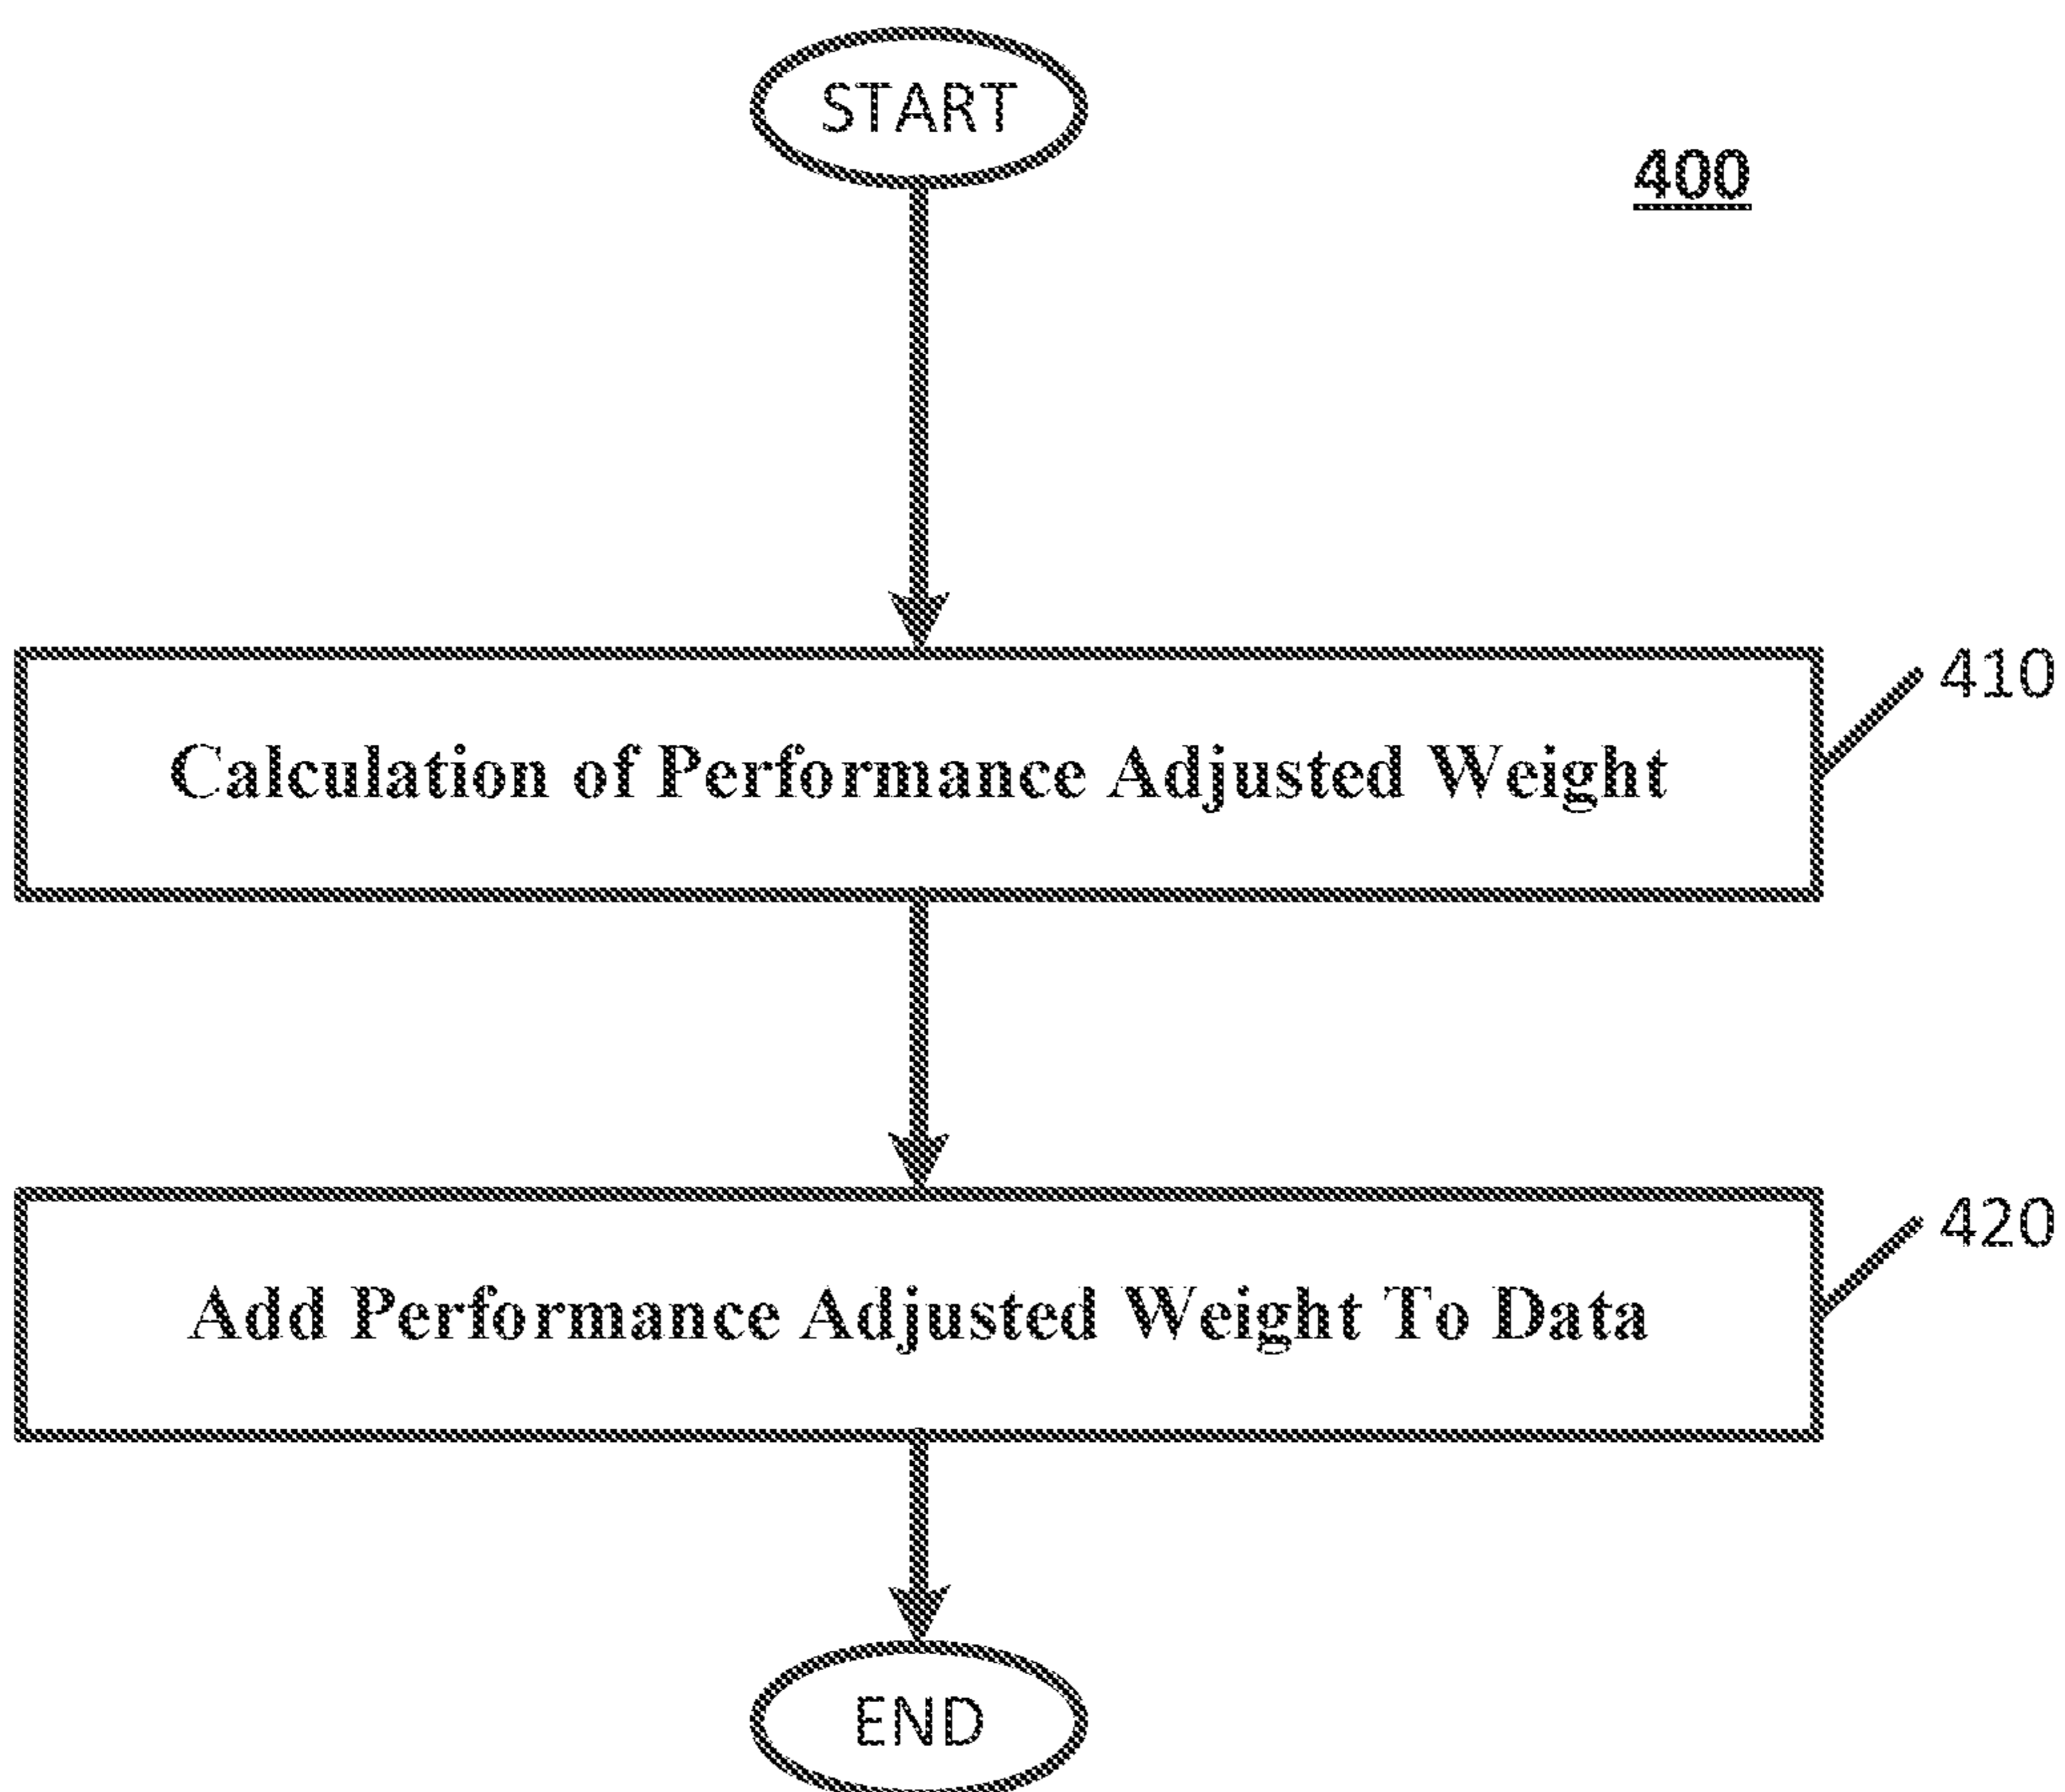 START
400
410
Calculation of Performance Adjusted Weight
420
Add Performance Adjusted Weight To Data
END